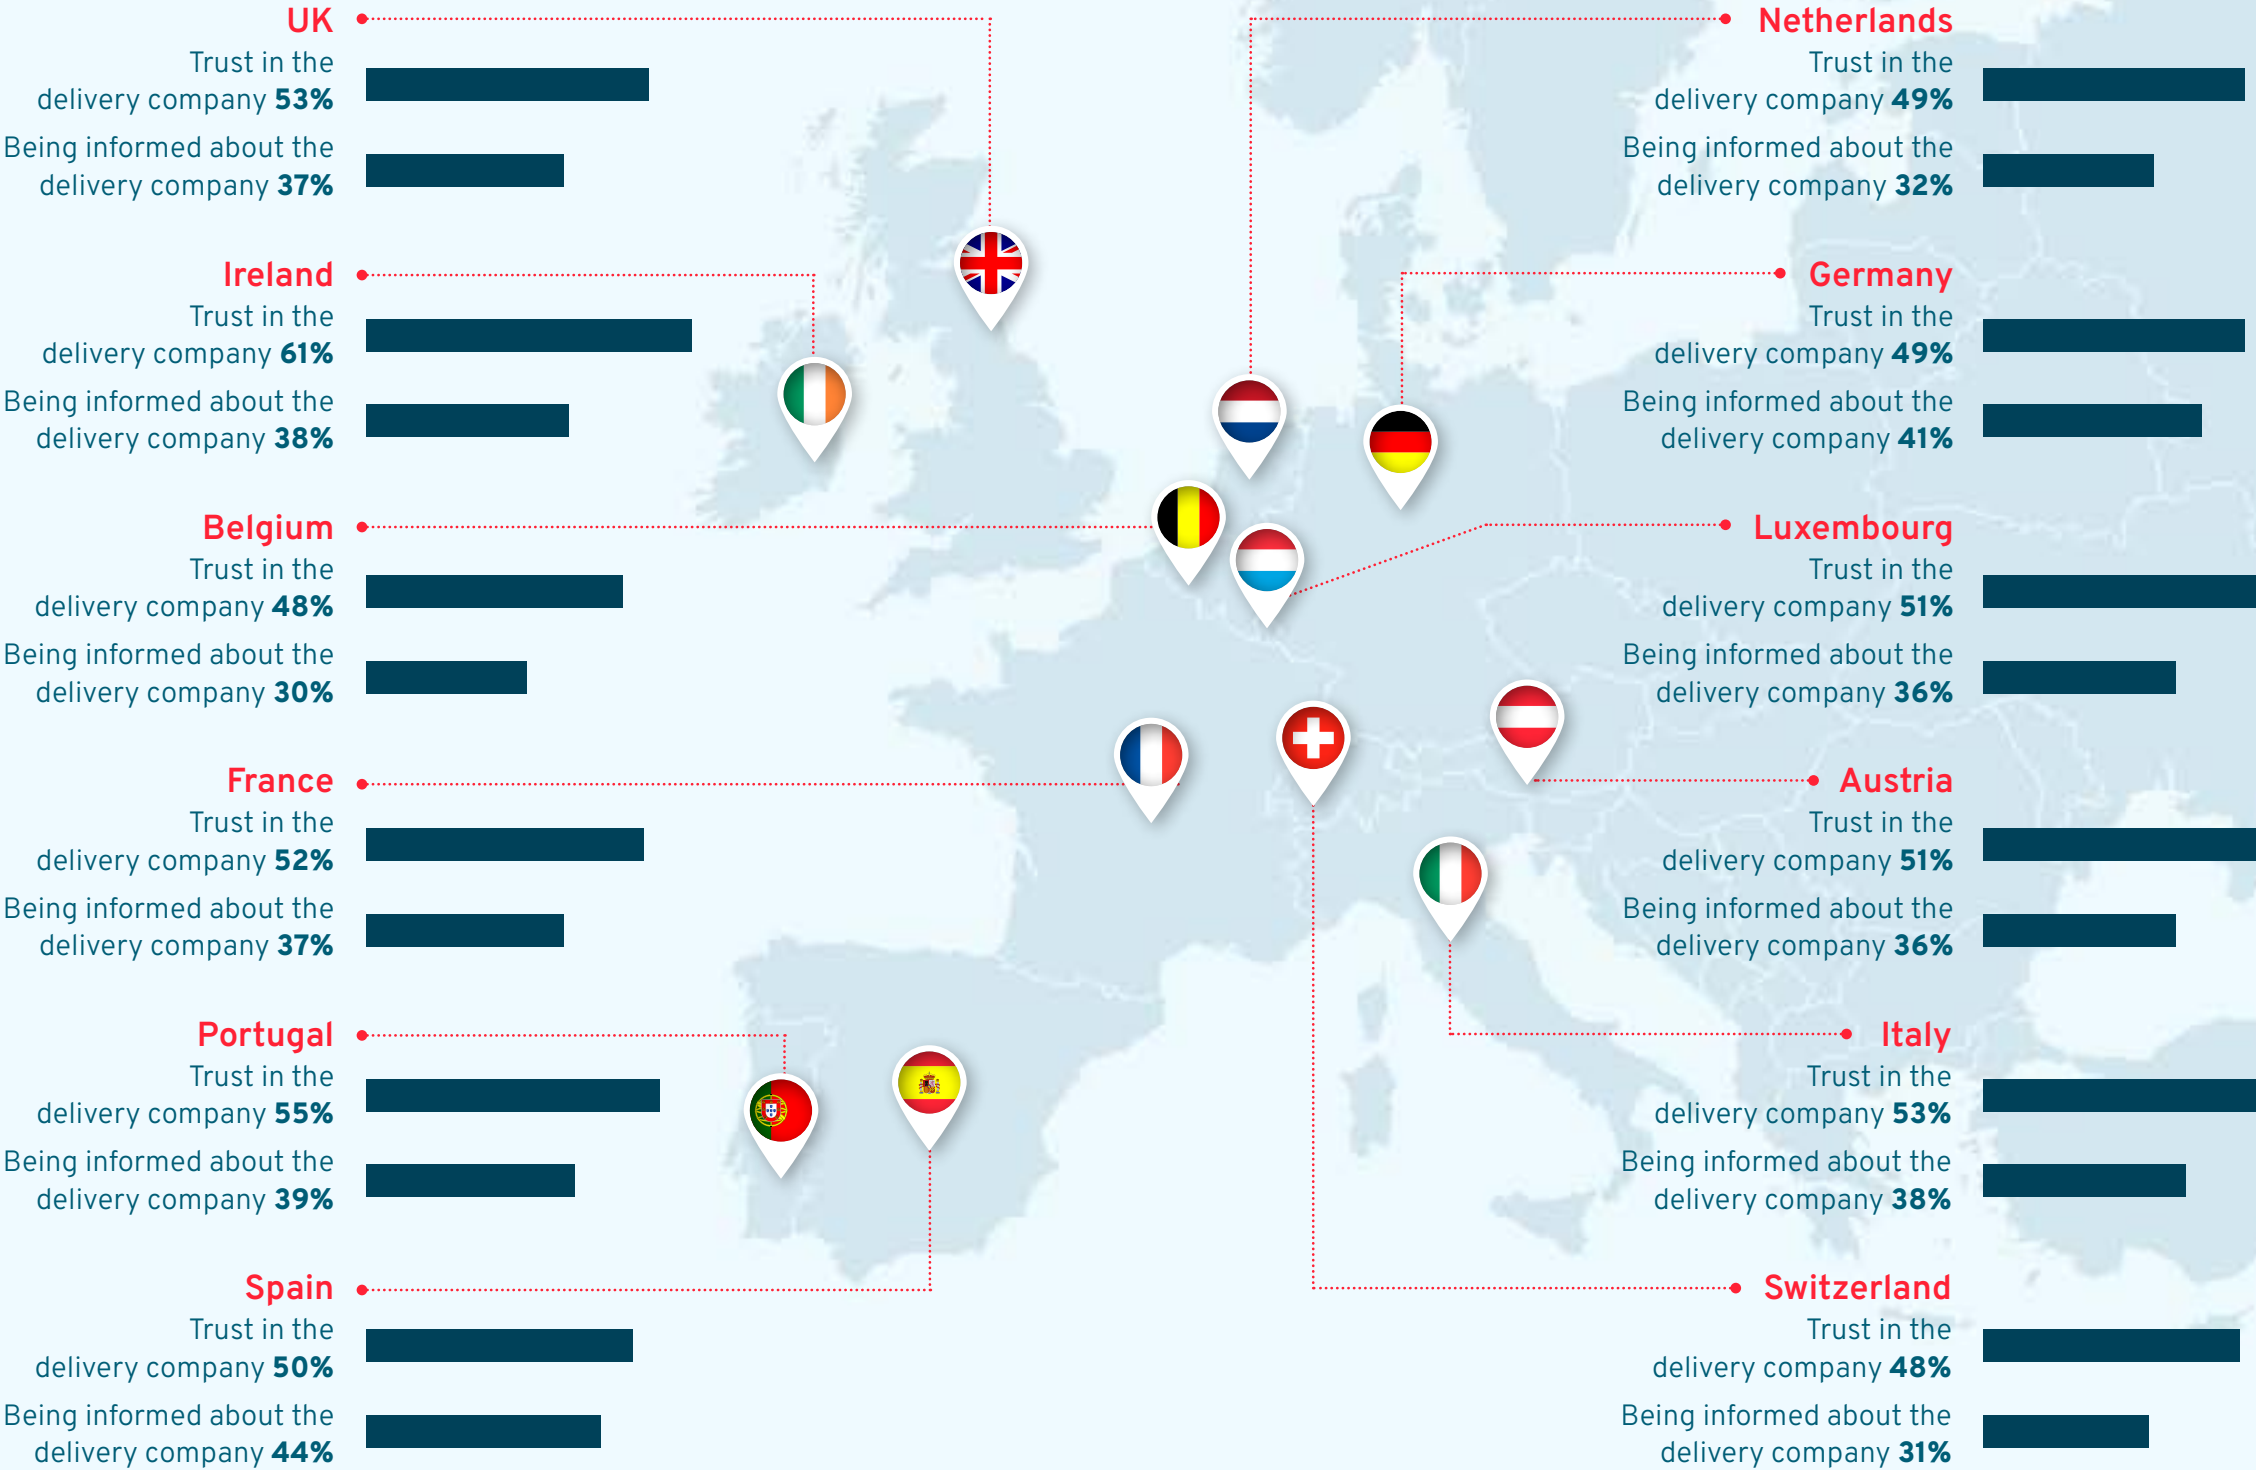 UK
Trust in the
delivery company 53%
Being informed about the
delivery company 37%
Ireland
Trust in the
delivery company 61%
Being informed about the
delivery company 38%
Belgium
Trust in the
delivery company 48%
Being informed about the
delivery company 30%
France
Trust in the
delivery company 52%
Being informed about the
delivery company 37%
Portugal
Trust in the
delivery company 55%
Being informed about the
delivery company 39%
Spain
Trust in the
delivery company 50%
Being informed about the
delivery company 44%
Netherlands
Trust in the
delivery company 49%
Being informed about the
delivery company 32%
Germany
Trust in the
delivery company 49%
Being informed about the
delivery company 41%
Luxembourg
Trust in the
delivery company 51%
Being informed about the
delivery company 36%
Austria
Trust in the
delivery company 51%
Being informed about the
delivery company 36%
Italy
Trust in the
delivery company 53%
Being informed about the
delivery company 38%
Switzerland
Trust in the
delivery company 48%
Being informed about the
delivery company 31%